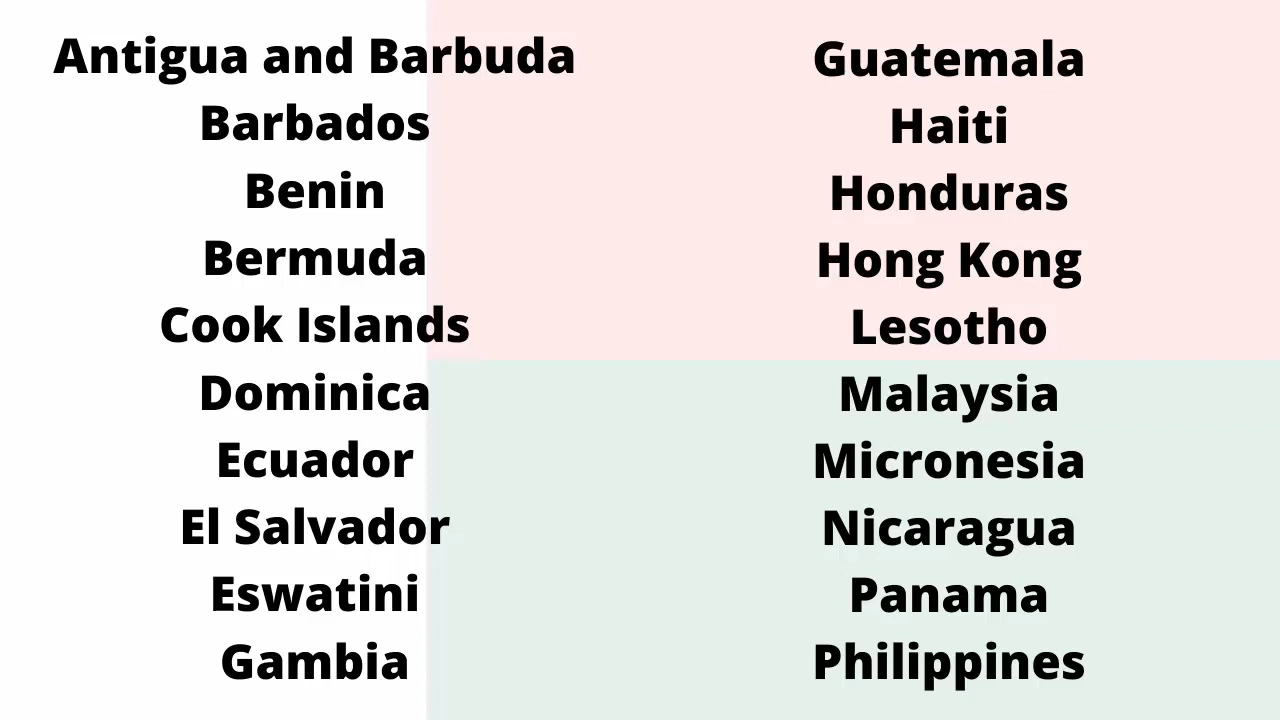 Antigua and Barbuda
Barbados
Benin
Bermuda
Cook Islands
Dominica
Ecuador
El Salvador
Eswatini
Gambia
Guatemala
Haiti
Honduras
Hong Kong
Lesotho
Malaysia
Micronesia
Nicaragua
Panama
Philippines